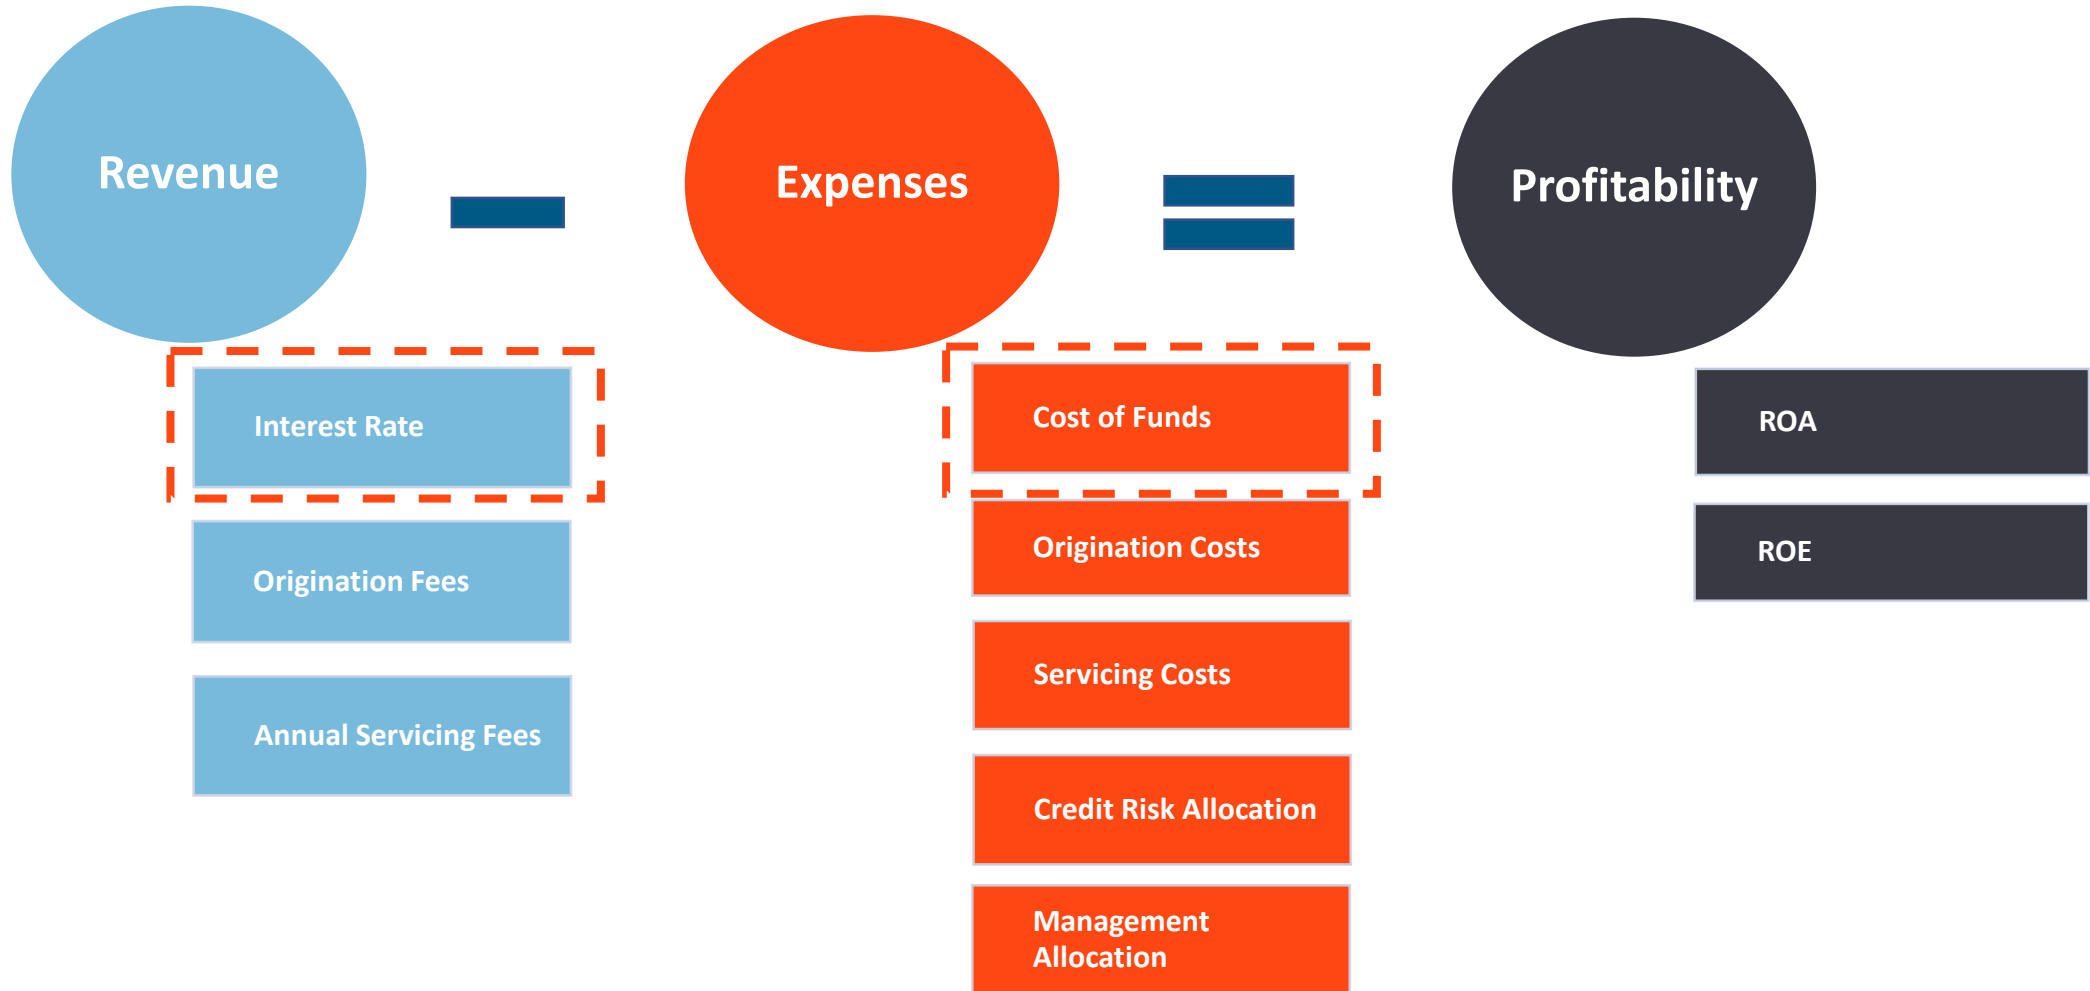 Revenue
Expenses
Profitability
Interest Rate
Origination Fees
Annual Servicing Fees
Cost of Funds
Origination Costs
Servicing Costs
Credit Risk Allocation
Management
Allocation
ROA
ROE